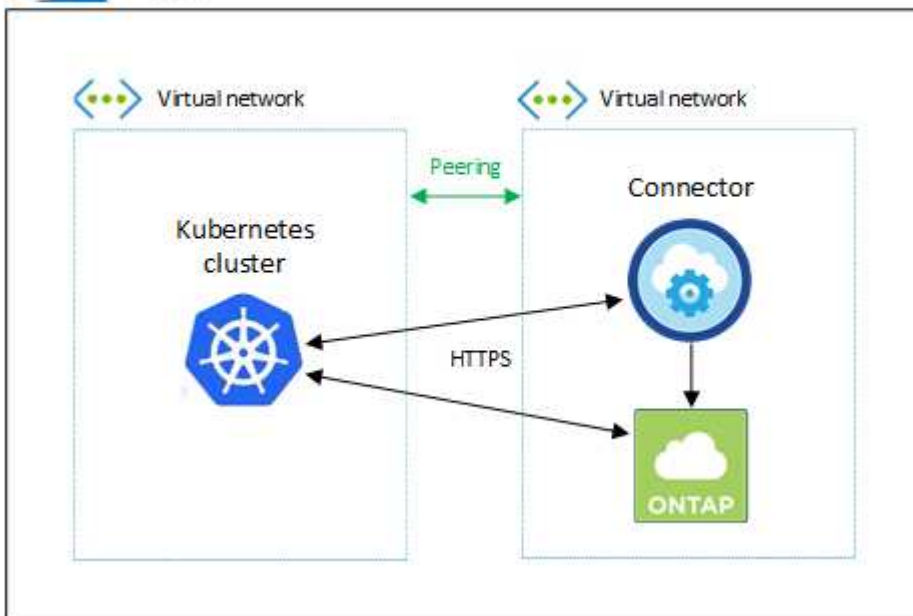 Virtual network
Virtual network
Peering
Connector
Kubernetes
cluster
HTTPS
ONTAP